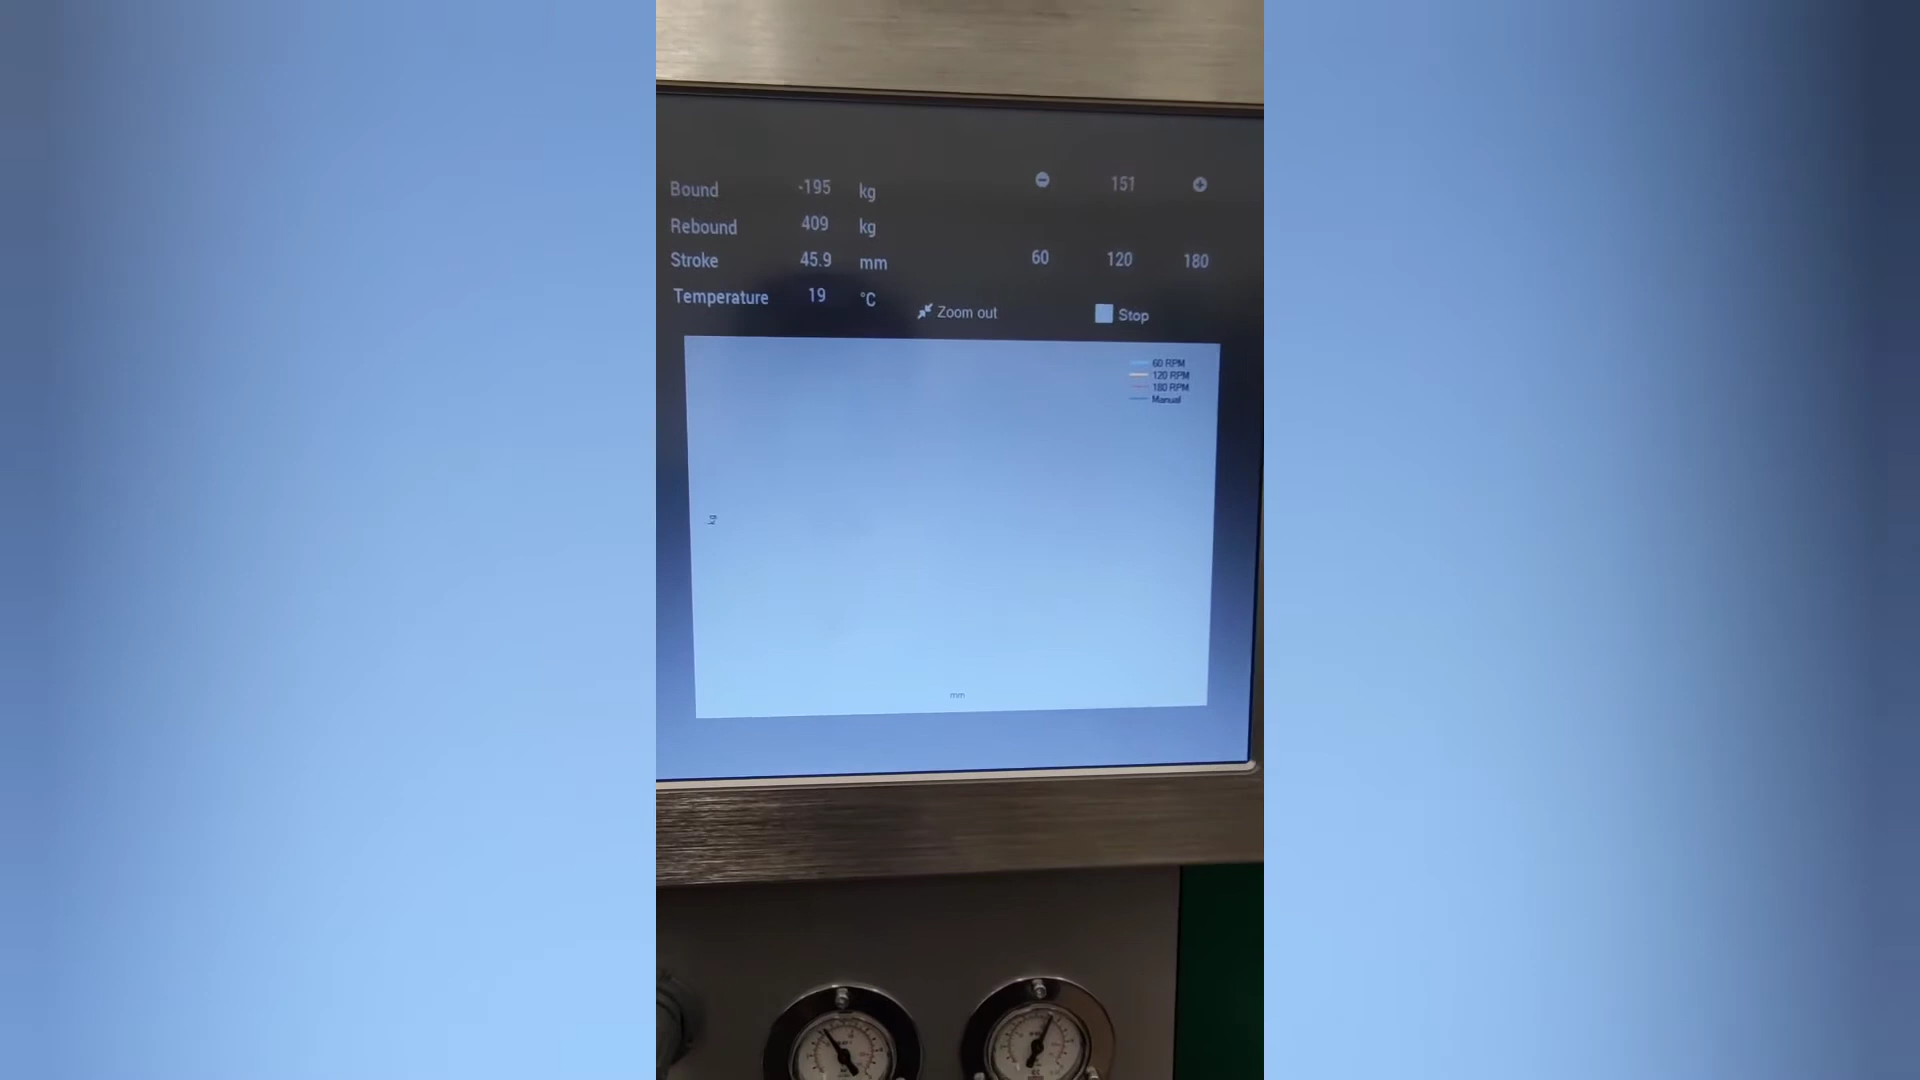 Bound -195 kg
151
Rebound 409 kg
Stroke 45.9 mm
60 120 180
Temperature 19 °C
Zoom out
Stop
60 RPM
120 RPM
180 RPM
Manual
kg
mm